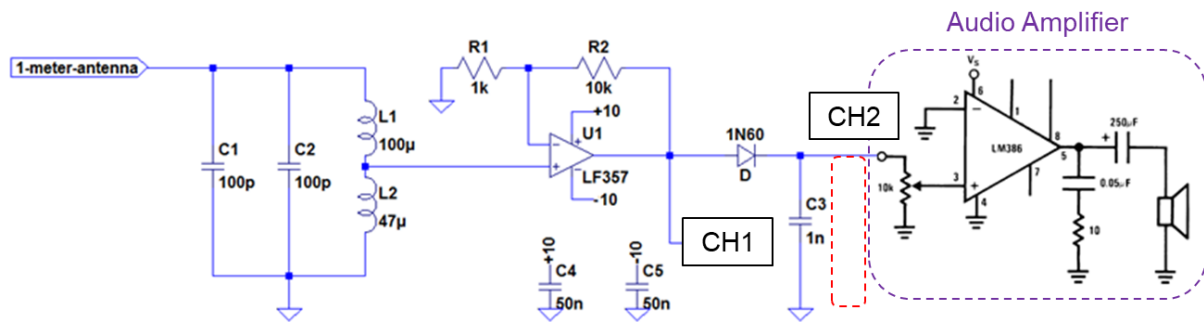 Audio Amplifier
1-meter-antenna
R1
1k
R2
10k
+10
U1
LF357
-10
L1
100µ
L2
47µ
C1
100p
C2
100p
1N60
D
CH2
CH1
C3
1n
+10
C4
50n
-10
C5
50n
VS
6
2
1
8
LM386
5
7
3
4
10k
250µF
+
0.05µF
10